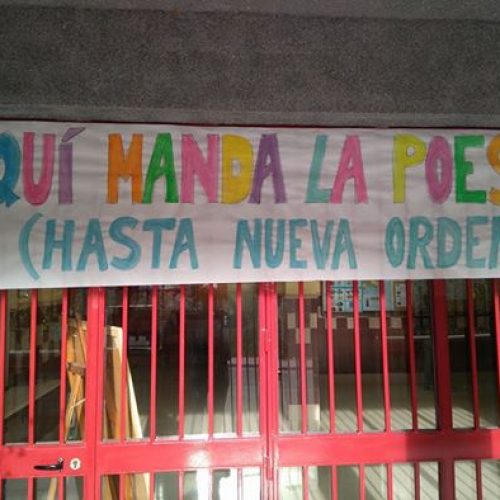 QUÍ MANDA LA POES
(HASTA NUEVA ORDEN